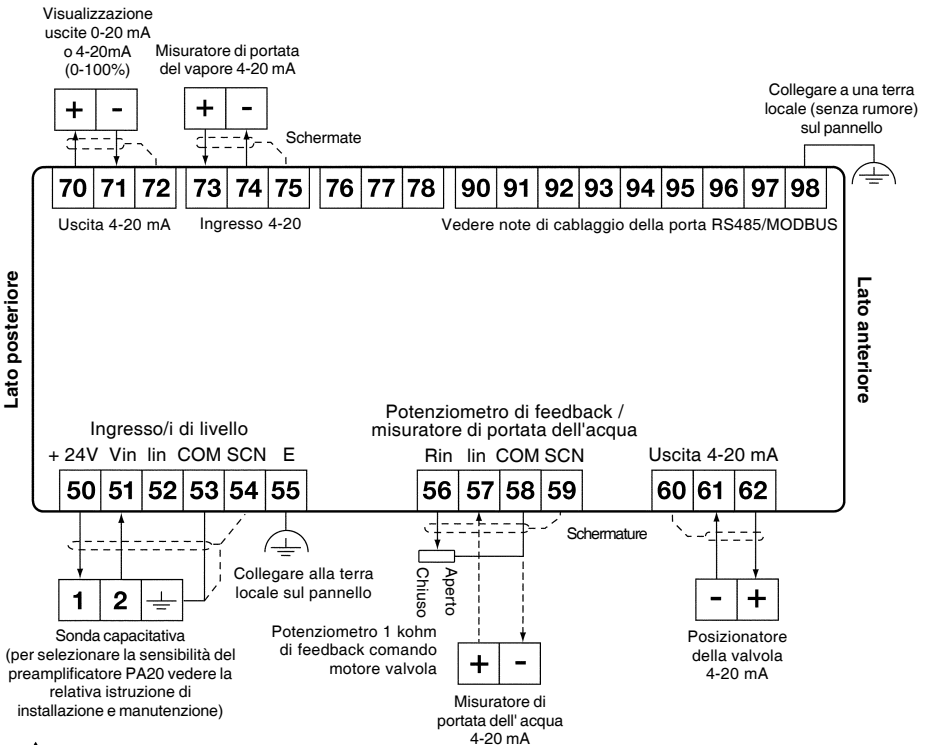 Visualizzazione
uscite 0-20 mA
o 4-20mA
(0-100%)
Misuratore di portata
del vapore 4-20 mA
Collegare a una terra
locale (senza rumore)
sul pannello
+ -
+ -
Schermate
70 71 72 73 74 75 76 77 78 90 91 92 93 94 95 96 97 98
Uscita 4-20 mA
Ingresso 4-20
Vedere note di cablaggio della porta RS485/MODBUS
Lato posteriore
Lato anteriore
Ingresso/i di livello
+ 24V Vin Iin COM SCN E
50 51 52 53 54 55
Potenziometro di feedback /
misuratore di portata dell'acqua
Rin Iin COM SCN
56 57 58 59
Uscita 4-20 mA
60 61 62
Schermature
Collegare alla terra
locale sul pannello
Chiuso
Aperto
1 2
Sonda capacitativa
(per selezionare la sensibilità del
preamplificatore PA20 vedere la
relativa istruzione di
installazione e manutenzione)
Potenziometro 1 kohm
di feedback comando
motore valvola
+ -
Misuratore di
portata dell' acqua
4-20 mA
- +
Posizionatore
della valvola
4-20 mA